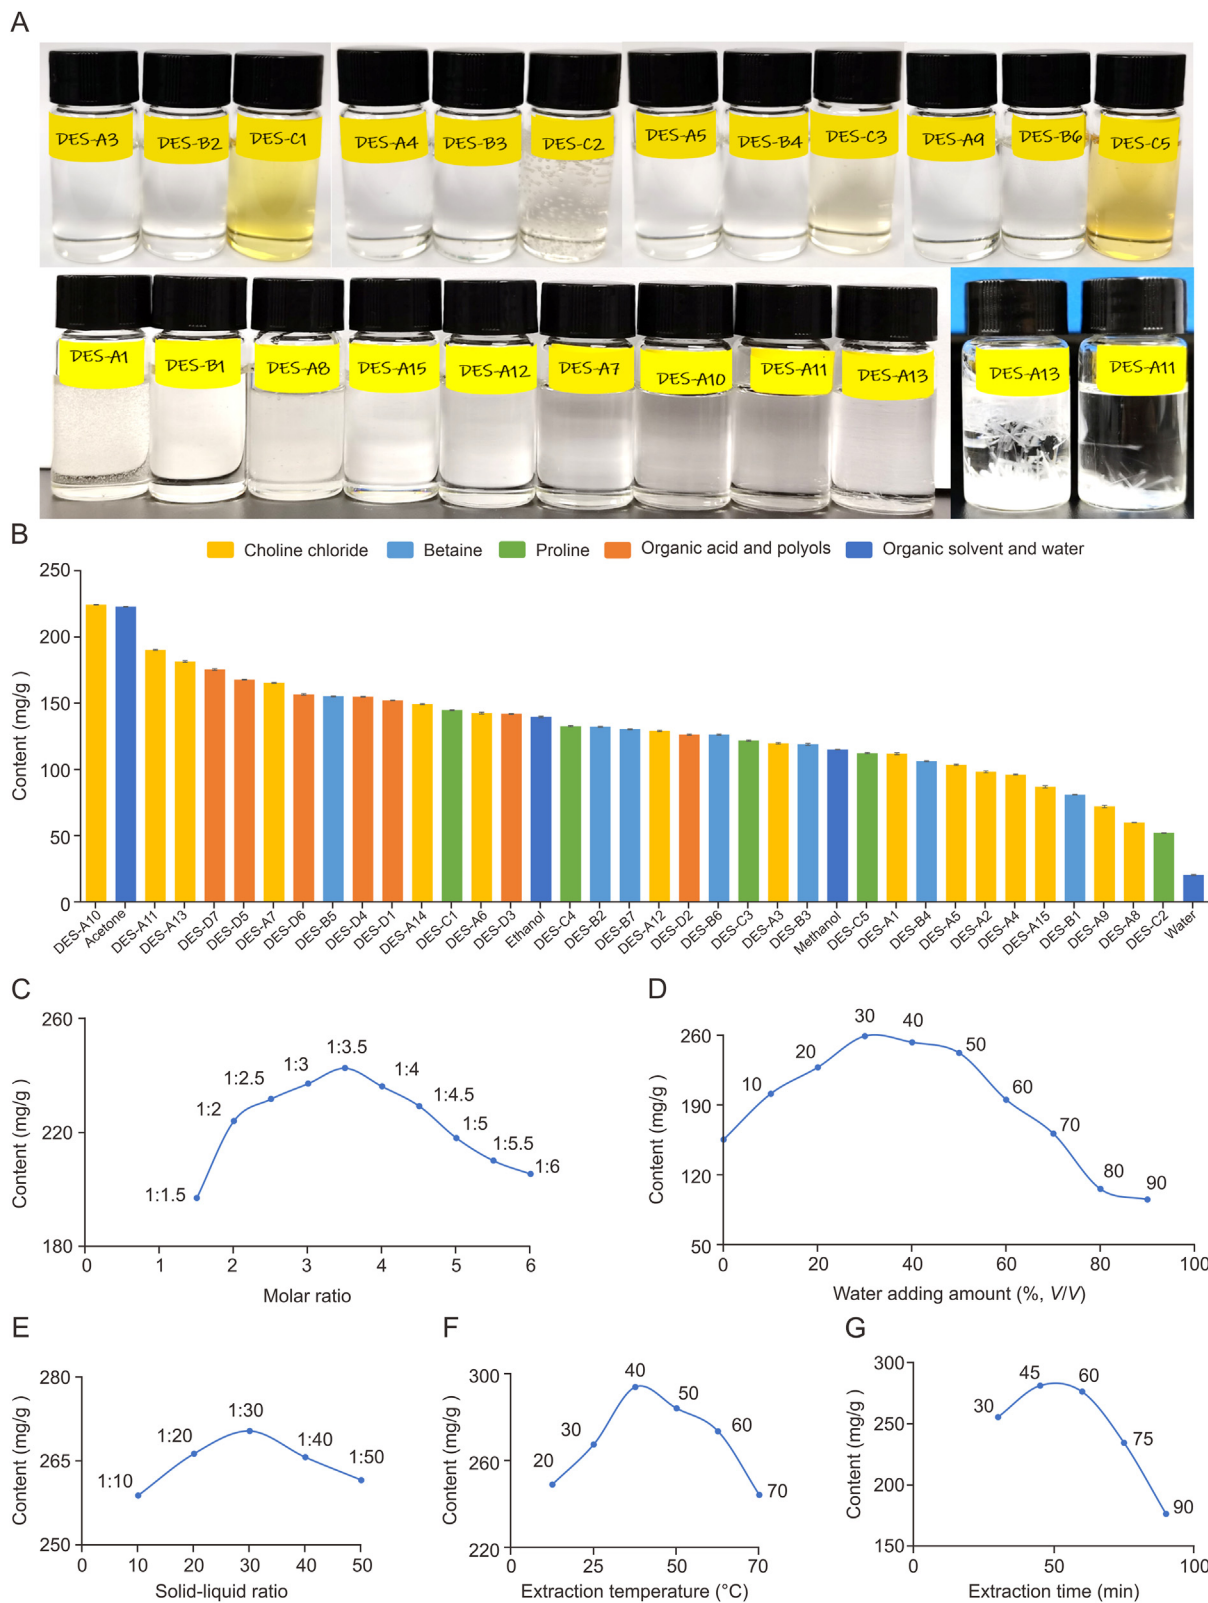 A
DES-A3 DES-B2 DES-C1 DES-A4 DES-B3 DES-C2 DES-A5 DES-B4 DES-C3 DES-A9 DES-B6 DES-C5
DES-A1 DES-B1 DES-A8 DES-A15 DES-A12 DES-A7 DES-A10 DES-A11 DES-A13 DES-A13 DES-A11
B
Choline chloride Betaine Proline Organic acid and polyols Organic solvent and water
Content (mg/g )
250
200
150
100
50
0
DES-A10 Acetone DES-A11 DES-A13 DES-D7 DES-D5 DES-A7 DES-D6 DES-B5 DES-D4 DES-D1 DES-A14 DES-C1 DES-A6 DES-D3 Ethanol DES-C4 DES-B2 DES-B7 DES-A12 DES-D2 DES-B6 DES-C3 DES-A3 DES-B3 Methanol DES-C5 DES-A1 DES-B4 DES-A5 DES-A2 DES-A4 DES-A15 DES-B1 DES-A9 DES-A8 DES-C2 Water
C
Content (mg/g )
260
220
180
1:1.5 1:2 1:2.5 1:3 1:3.5 1:4 1:4.5 1:5 1:5.5 1:6
0 1 2 3 4 5 6
Molar ratio
D
Content (mg/g )
260
190
120
50
10 20 30 40 50 60 70 80 90
0 20 40 60 80 100
Water adding amount (%, V/V)
E
Content (mg/g )
280
265
250
1:10 1:20 1:30 1:40 1:50
0 10 20 30 40 50
Solid-liquid ratio
F
Content (mg/g )
300
260
220
20 30 40 50 60 70
0 25 50 70
Extraction temperature (°C)
G
Content (mg/g )
300
250
200
150
30 45 60 75 90
0 50 100
Extraction time (min)